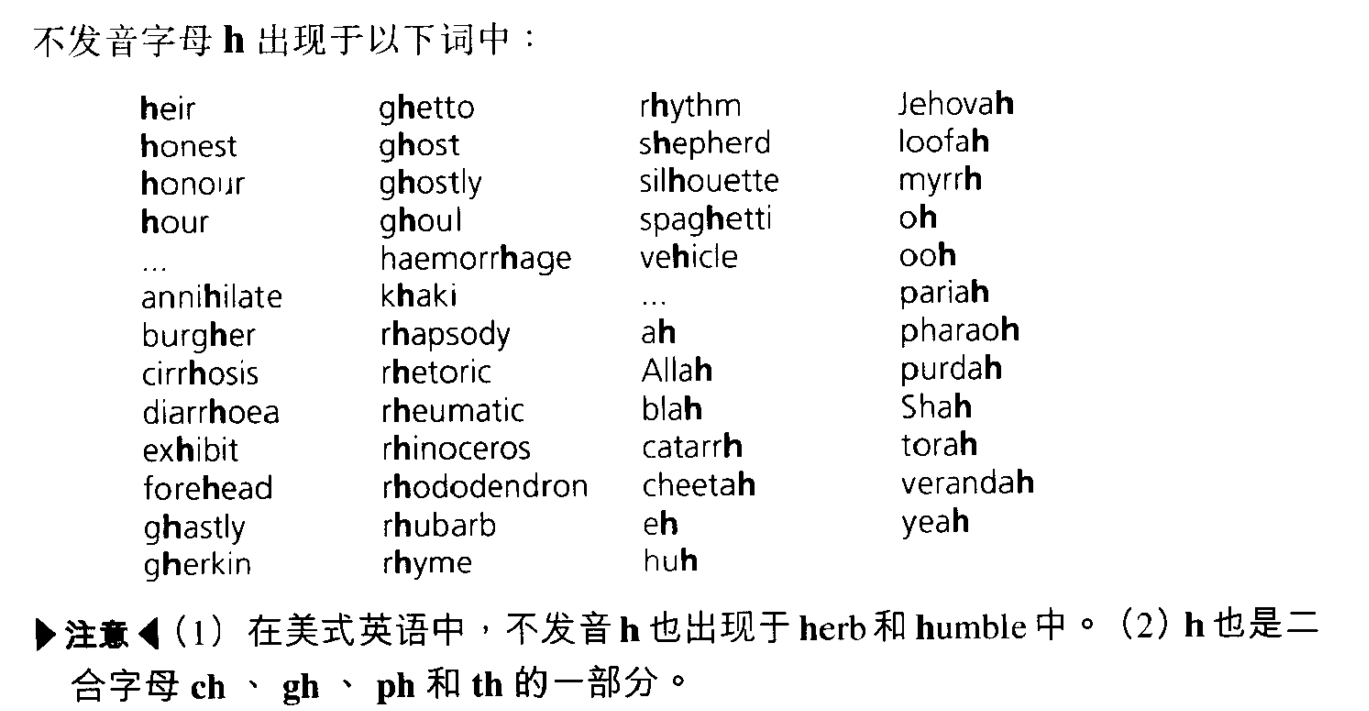 不发音字母 h 出现于以下词中：
heir ghetto rhythm Jehovah
honest ghost shepherd loofah
honour ghostly silhouette myrrh
hour ghoul spaghetti oh
... haemorrhage vehicle ooh
annihilate khaki ... pariah
burgher rhapsody ah pharaoh
cirrhosis rhetoric Allah purdah
diarrhoea rheumatic blah Shah
exhibit rhinoceros catarrh torah
forehead rhododendron cheetah verandah
ghastly rhubarb eh yeah
gherkin rhyme huh
▶注意◀（1） 在美式英语中，不发音 h 也出现于 herb 和 humble 中。（2）h 也是二
合字母 ch 、 gh 、 ph 和 th 的一部分。